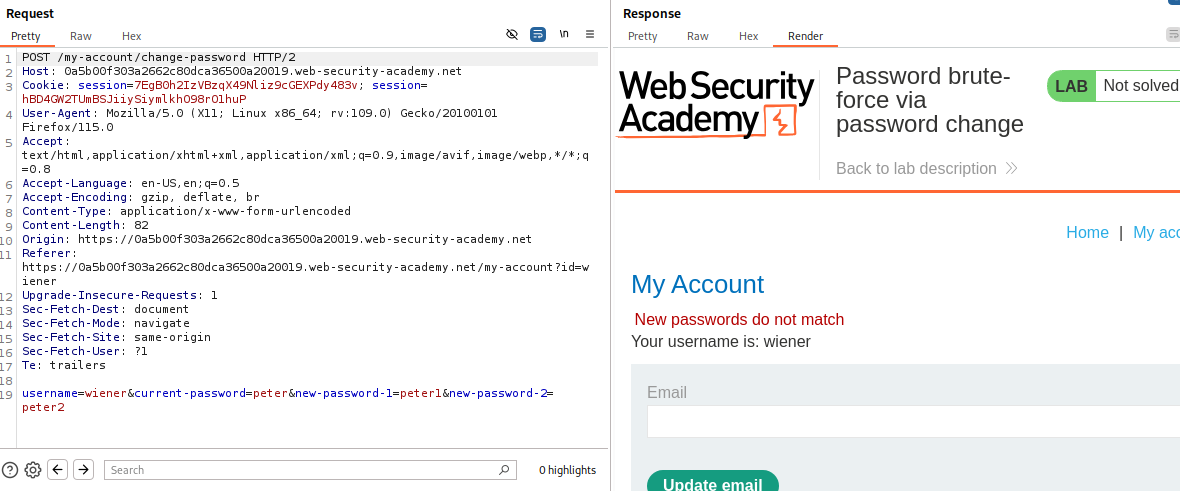 Request
Pretty Raw Hex
\n
1 POST /my-account/change-password HTTP/2
2 Host: 0a5b00f303a2662c80dca36500a20019.web-security-academy.net
3 Cookie: session=7EgB0h2IzVBzqX49Nliz9cGEXPdy483v; session=
hBD4GW2TUmBSJiiySiymlkh098r01huP
4 User-Agent: Mozilla/5.0 (X11; Linux x86_64; rv:109.0) Gecko/20100101
Firefox/115.0
5 Accept:
text/html,application/xhtml+xml,application/xml;q=0.9,image/avif,image/webp,*/*;q
=0.8
6 Accept-Language: en-US,en;q=0.5
7 Accept-Encoding: gzip, deflate, br
8 Content-Type: application/x-www-form-urlencoded
9 Content-Length: 82
10 Origin: https://0a5b00f303a2662c80dca36500a20019.web-security-academy.net
11 Referer:
https://0a5b00f303a2662c80dca36500a20019.web-security-academy.net/my-account?id=w
iener
12 Upgrade-Insecure-Requests: 1
13 Sec-Fetch-Dest: document
14 Sec-Fetch-Mode: navigate
15 Sec-Fetch-Site: same-origin
16 Sec-Fetch-User: ?1
17 Te: trailers
18
19 username=wiener&current-password=peter&new-password-1=peter1&new-password-2=
peter2
Search
0 highlights
Response
Pretty Raw Hex Render
Web Security
Academy
Password brute-
force via
password change
LAB Not solved
Back to lab description
Home | My acc
My Account
New passwords do not match
Your username is: wiener
Email
Update email